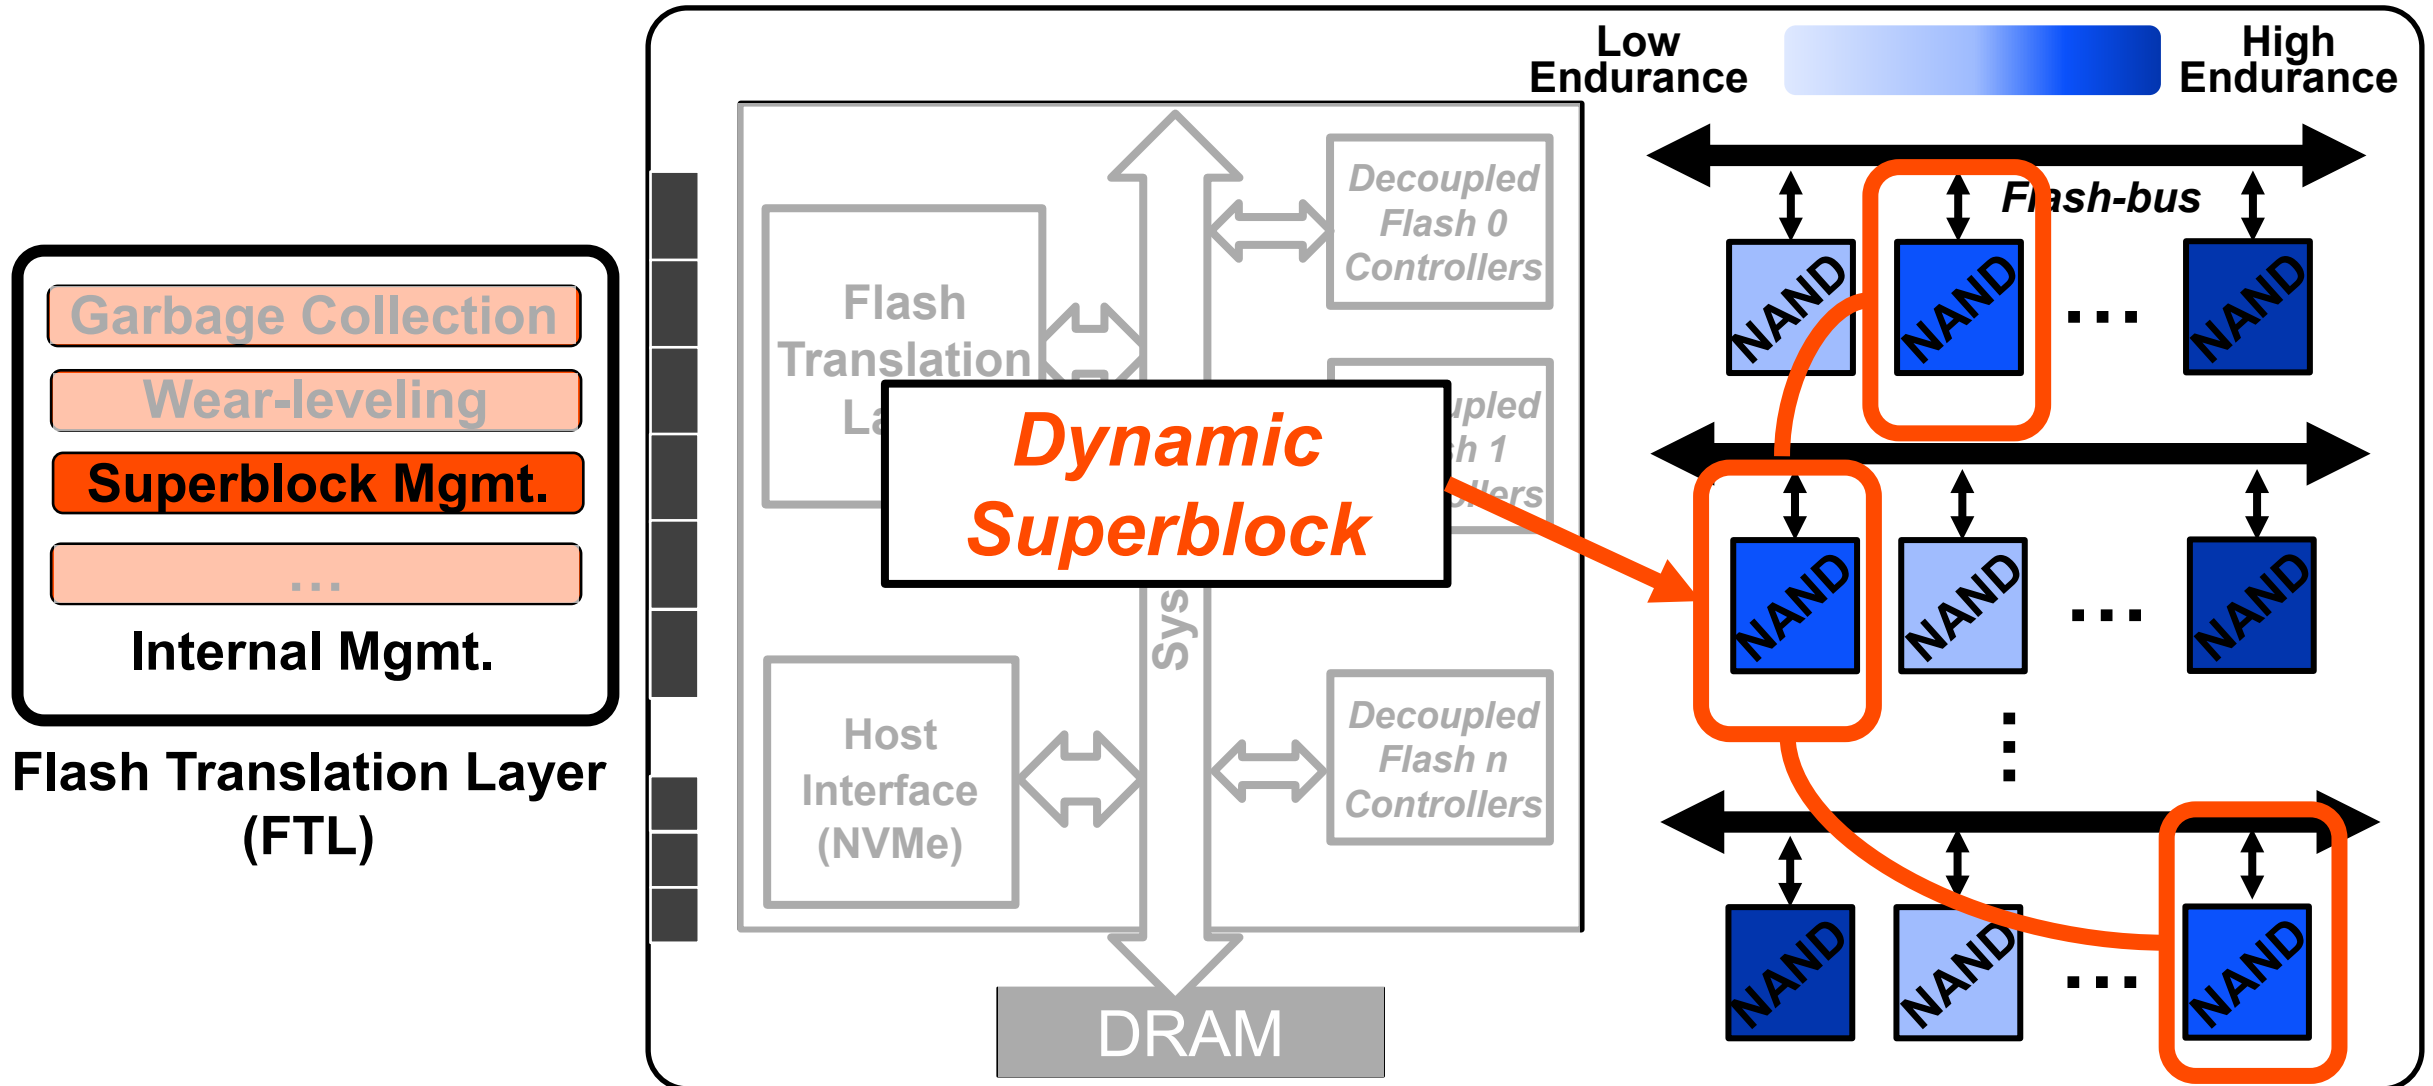 Garbage Collection
Wear-leveling
Superblock Mgmt.
...
Internal Mgmt.
Flash Translation Layer
(FTL)
Flash
Translation
Host
Interface
(NVMe)
Dynamic
Superblock
DRAM
Decoupled
Flash 0
Controllers
Decoupled
Flash n
Controllers
Low
Endurance
High
Endurance
Flash-bus
NAND
NAND
...
NAND
NAND
NAND
...
NAND
...
NAND
NAND
...
NAND